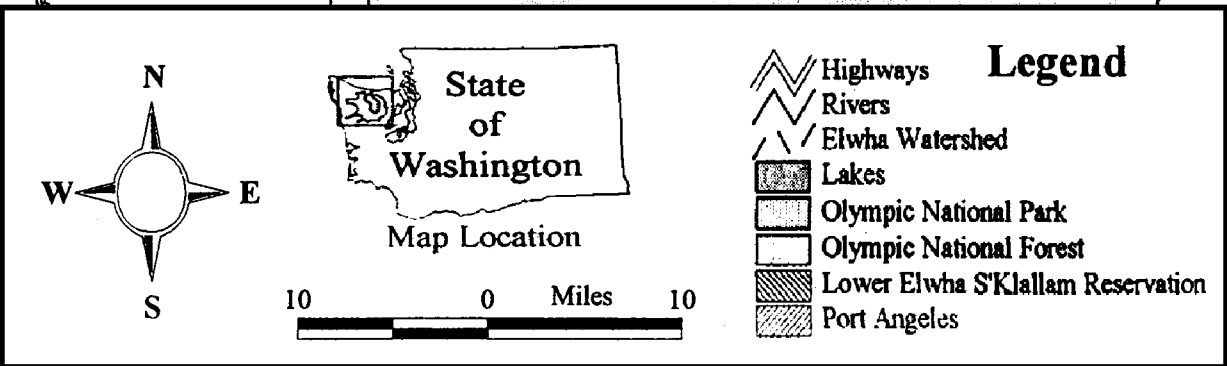 N
W E
S
State
of
Washington
Map Location
10 0 Miles 10
Legend
Highways
Rivers
Elwha Watershed
Lakes
Olympic National Park
Olympic National Forest
Lower Elwha S'Klallam Reservation
Port Angeles